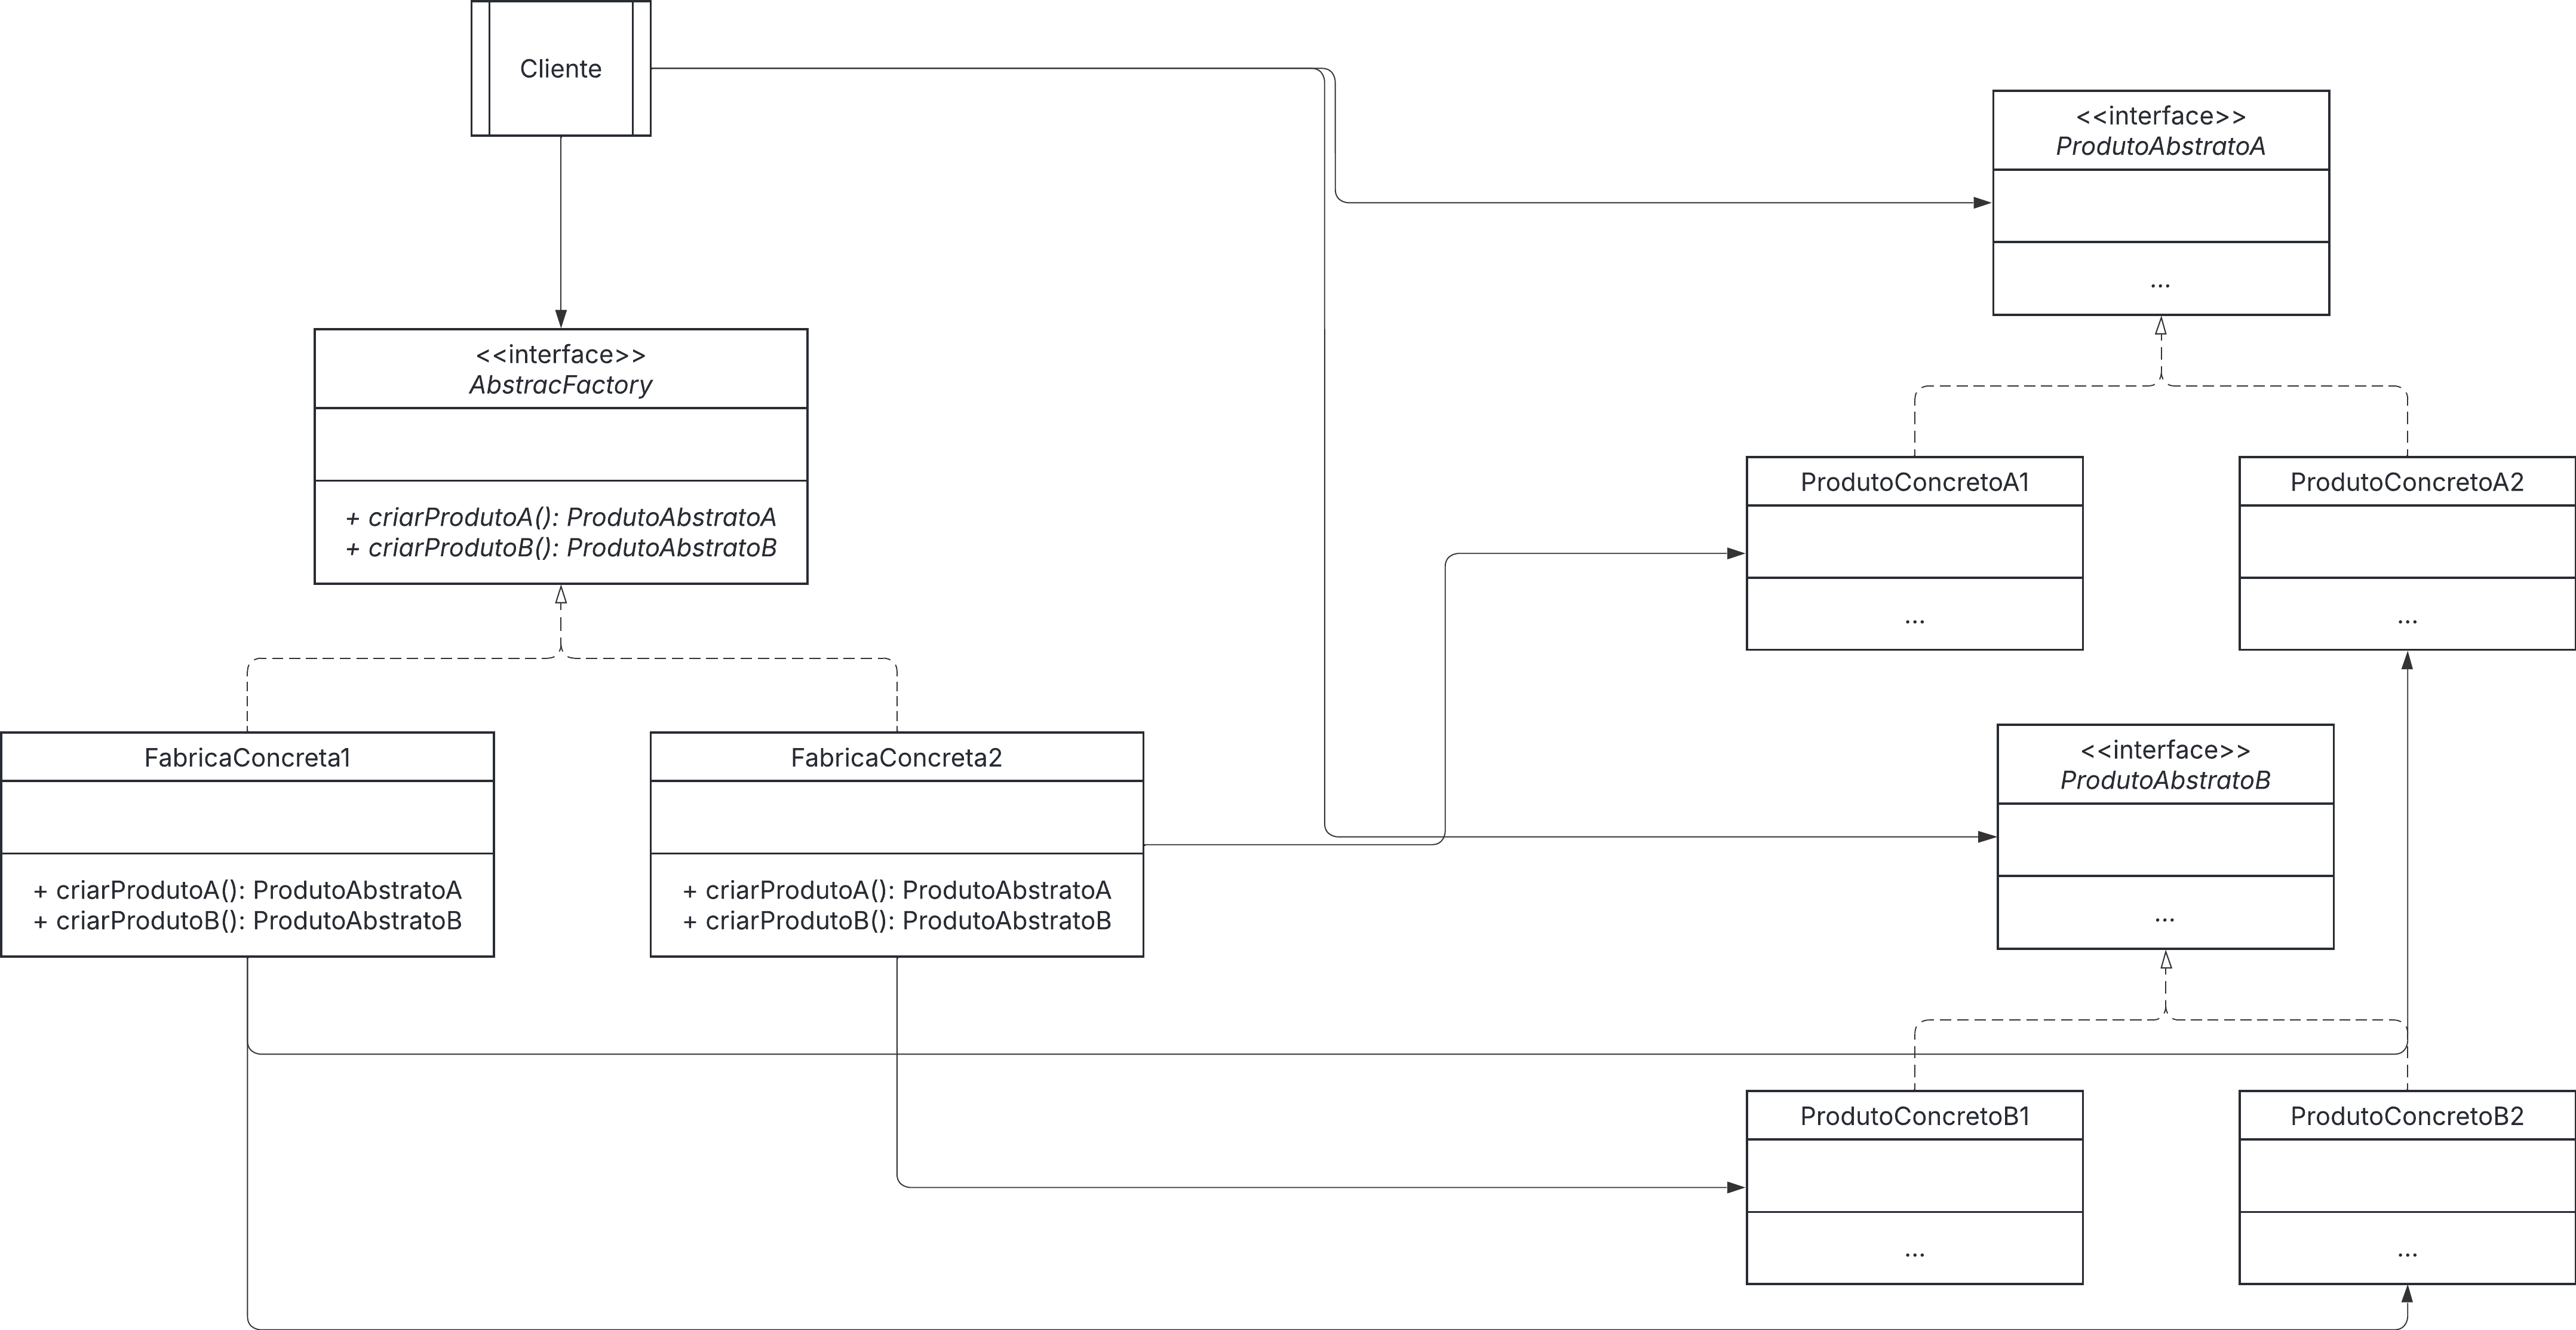 Cliente
<<interface>>
ProdutoAbstratoA
...
<<interface>>
AbstracFactory
+ criarProdutoA(): ProdutoAbstratoA
+ criarProdutoB(): ProdutoAbstratoB
ProdutoConcretoA1
...
ProdutoConcretoA2
...
FabricaConcreta1
+ criarProdutoA(): ProdutoAbstratoA
+ criarProdutoB(): ProdutoAbstratoB
FabricaConcreta2
+ criarProdutoA(): ProdutoAbstratoA
+ criarProdutoB(): ProdutoAbstratoB
<<interface>>
ProdutoAbstratoB
...
ProdutoConcretoB1
...
ProdutoConcretoB2
...